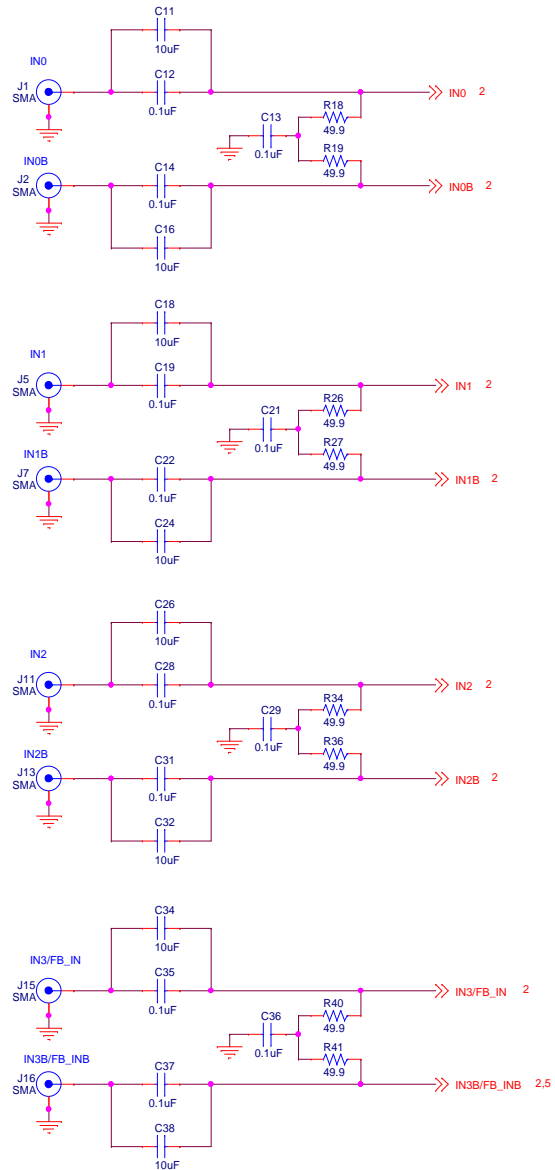 C11
10uF
IN0
J1
SMA
C12
0.1uF
IN0 2
C13
0.1uF
R18
49.9
R19
49.9
IN0B
J2
SMA
C14
0.1uF
IN0B 2
C16
10uF
C18
10uF
IN1
J5
SMA
C19
0.1uF
IN1 2
C21
0.1uF
R26
49.9
R27
49.9
IN1B
J7
SMA
C22
0.1uF
IN1B 2
C24
10uF
C26
10uF
IN2
J11
SMA
C28
0.1uF
IN2 2
C29
0.1uF
R34
49.9
R36
49.9
IN2B
J13
SMA
C31
0.1uF
IN2B 2
C32
10uF
C34
10uF
IN3/FB_IN
J15
SMA
C35
0.1uF
IN3/FB_IN 2
C36
0.1uF
R40
49.9
R41
49.9
IN3B/FB_INB
J16
SMA
C37
0.1uF
IN3B/FB_INB 2,5
C38
10uF